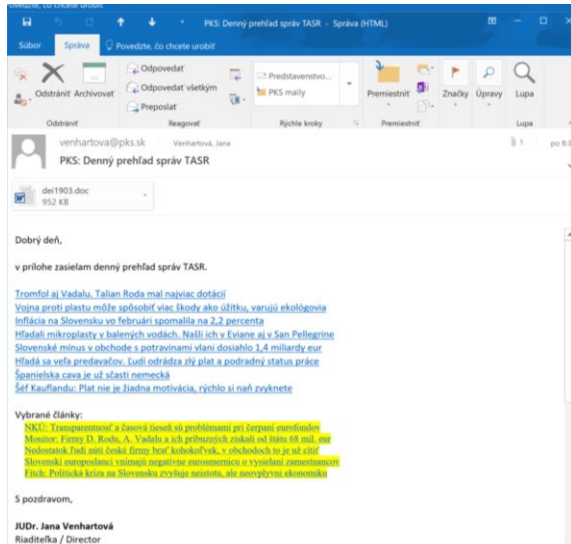 Povedzte, čo chcete urobiť
PKS: Denný prehľad správ TASR - Správa (HTML)
Súbor
Správa
Povedzte, čo chcete urobiť
Odstrániť
Archivovať
Odpovedať
Odpovedať všetkým
Preposlať
Predstavenstvo...
PKS maily
Premiestniť
Značky
Úpravy
Lupa
Odstrániť
Reagovať
Rýchle kroky
Premiestniť
Lupa
venhartova@pks.sk
Venhartová, Jana
1
PKS: Denný prehľad správ TASR
dei1903.doc
952 KB
Dobrý deň,
v prílohe zasielam denný prehľad správ TASR.
Tromfol aj Vadalu. Talian Roda mal najviac dotácií
Vojna proti plastu môže spôsobiť viac škody ako úžitku, varujú ekológovia
Inflácia na Slovensku vo februári spomalila na 2,2 percenta
Hľadali mikroplasty v balených vodách. Našli ich v Eviane aj v San Pellegrine
Slovenské mínus v obchode s potravinami vlani dosiahlo 1,4 miliardy eur
Hľadá sa veľa predavačov. Ľudí odrádza zlý plat a podradný status práce
Španielska cava je už sčasti nemecká
Šéf Kauflandu: Plat nie je žiadna motivácia, rýchlo si naň zvyknete
Vybrané články:
NKÚ: Transparentnosť a časová tieseň sú problémami pri čerpaní eurofondov
Monitor: Firmy D. Rodu, A. Vadalu a ich príbuzných získali od štátu 68 mil. eur
Nedostatok ľudí núti české firmy brať kohokoľvek, v obchodoch to je už cítiť
Slovenskí europoslanci vnímajú negatívne eurosmernicu o vysielaní zamestnancov
Fitch: Politická kríza na Slovensku zvyšuje neistotu, ale neovplyvní ekonomiku
S pozdravom,
JUDr. Jana Venhartová
Riaditeľka / Director